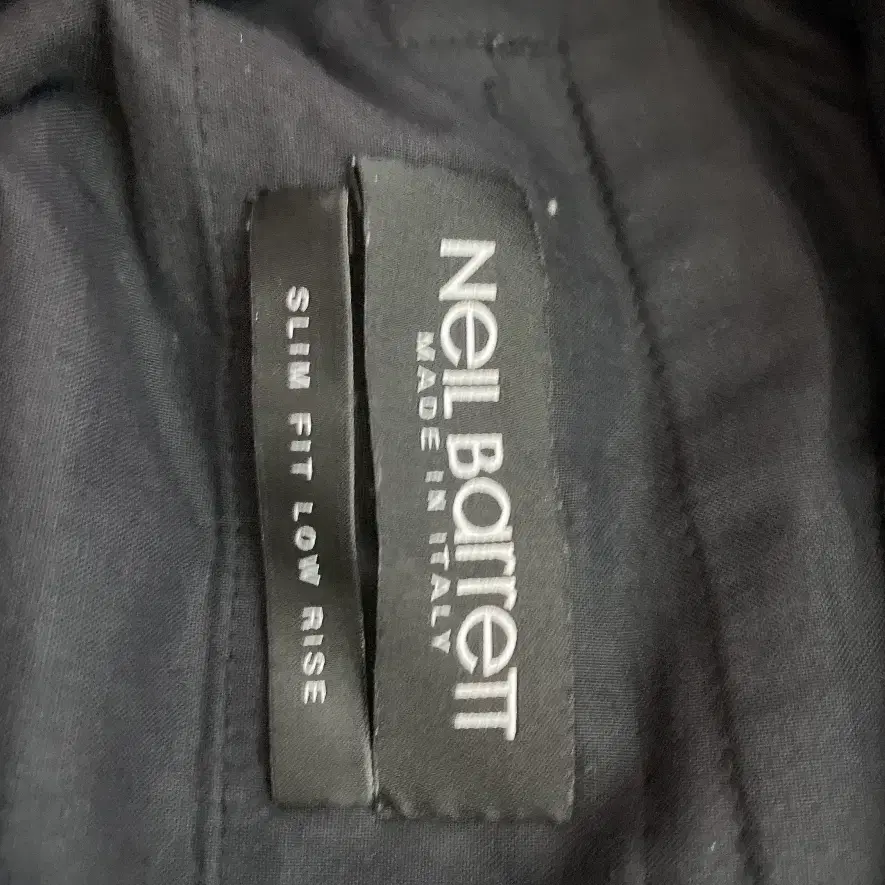 NeIL BarreTT
MADE IN ITALY
SLIM FIT LOW RISE